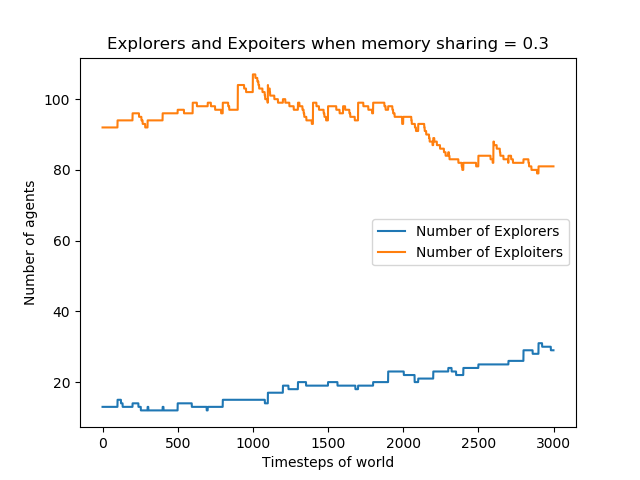 Explorers and Expoiters when memory sharing = 0.3
100
80
60
40
20
Number of agents
Number of Explorers
Number of Exploiters
0 500 1000 1500 2000 2500 3000
Timesteps of world